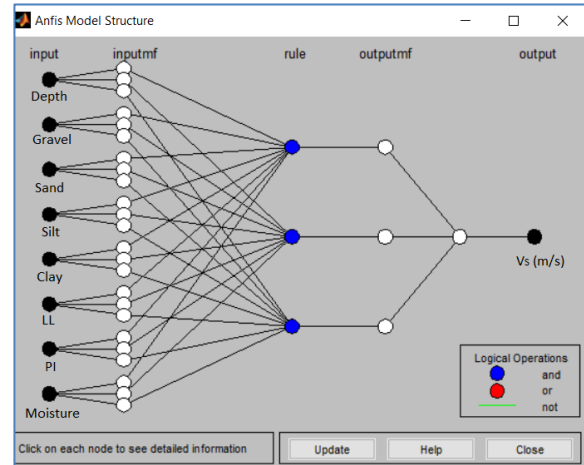 Anfis Model Structure
input inputmf rule outputmf output
Depth
Gravel
Sand
Silt
Clay
LL
PI
Moisture
Vs (m/s)
Logical Operations
and
or
not
Click on each node to see detailed information
Update Help Close